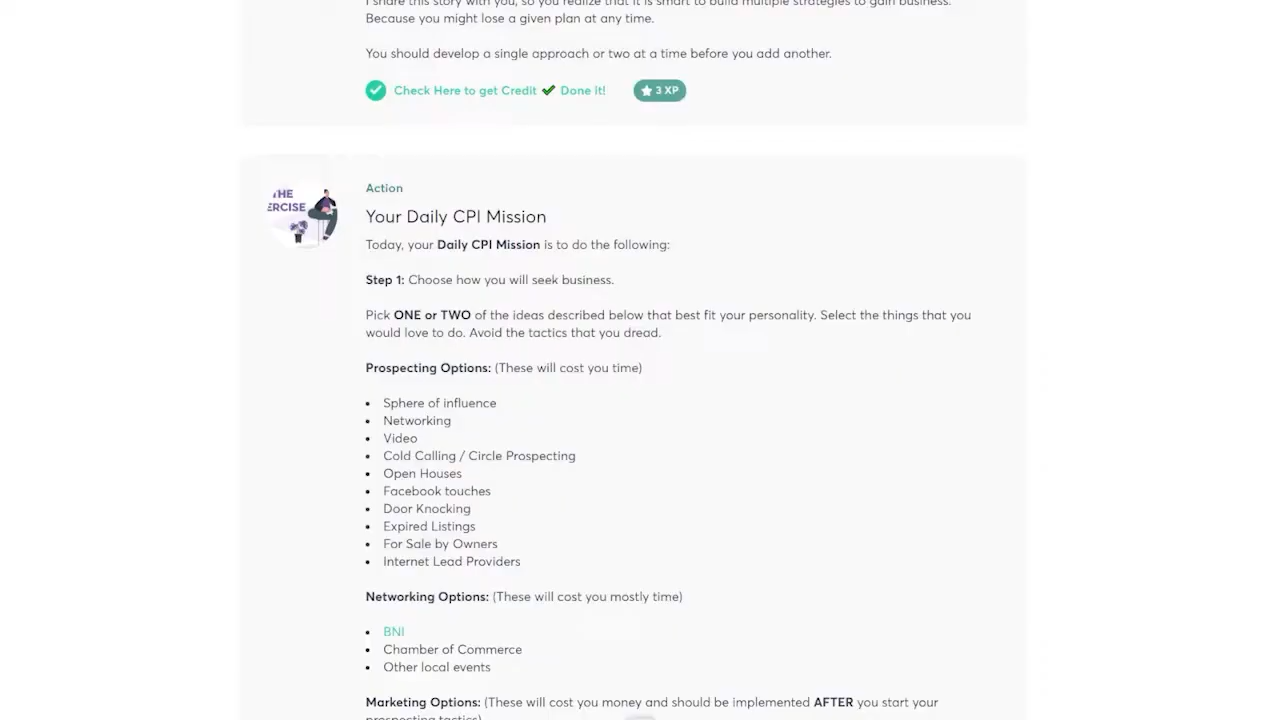 I share this story with you, so you realize that it is smart to build multiple strategies to gain business.
Because you might lose a given plan at any time.
You should develop a single approach or two at a time before you add another.
Check Here to get Credit ✔ Done it!
★ 3 XP
THE
ERCISE
Action
Your Daily CPI Mission
Today, your Daily CPI Mission is to do the following:
Step 1: Choose how you will seek business.
Pick ONE or TWO of the ideas described below that best fit your personality. Select the things that you
would love to do. Avoid the tactics that you dread.
Prospecting Options: (These will cost you time)
• Sphere of influence
• Networking
• Video
• Cold Calling / Circle Prospecting
• Open Houses
• Facebook touches
• Door Knocking
• Expired Listings
• For Sale by Owners
• Internet Lead Providers
Networking Options: (These will cost you mostly time)
• BNI
• Chamber of Commerce
• Other local events
Marketing Options: (These will cost you money and should be implemented AFTER you start your
prospecting tactics)